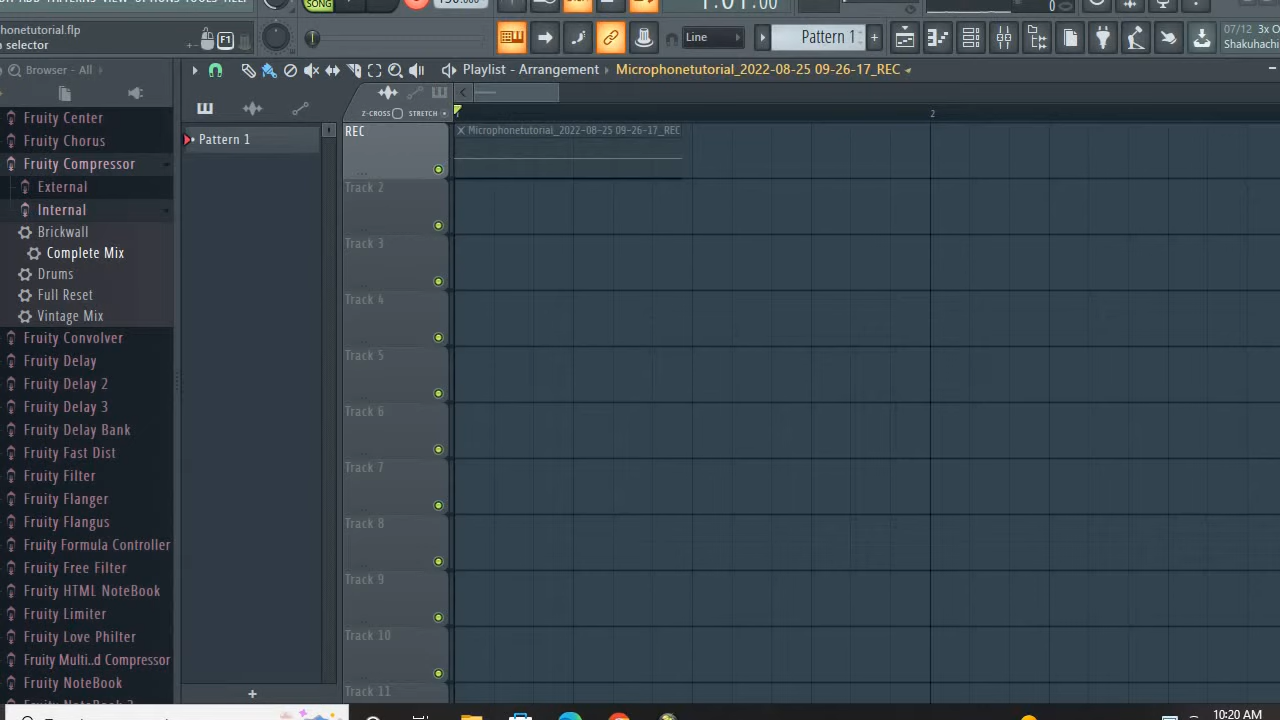 SONG
1:01:00
0
honetutorial.flp
selector
F1
Line
Pattern 1
07/12 3x O
Shakuhachi
Browser - All
Playlist - Arrangement
Microphonetutorial_2022-08-25 09-26-17_REC
Z-CROSS STRETCH
2
Fruity Center
Fruity Chorus
Fruity Compressor
External
Internal
Brickwall
Complete Mix
Drums
Full Reset
Vintage Mix
Fruity Convolver
Fruity Delay
Fruity Delay 2
Fruity Delay 3
Fruity Delay Bank
Fruity Fast Dist
Fruity Filter
Fruity Flanger
Fruity Flangus
Fruity Formula Controller
Fruity Free Filter
Fruity HTML NoteBook
Fruity Limiter
Fruity Love Philter
Fruity Multi..d Compressor
Fruity NoteBook
Pattern 1
+
REC
Microphonetutorial_2022-08-25 09-26-17_REC
Track 2
Track 3
Track 4
Track 5
Track 6
Track 7
Track 8
Track 9
Track 10
Track 11
10:20 AM